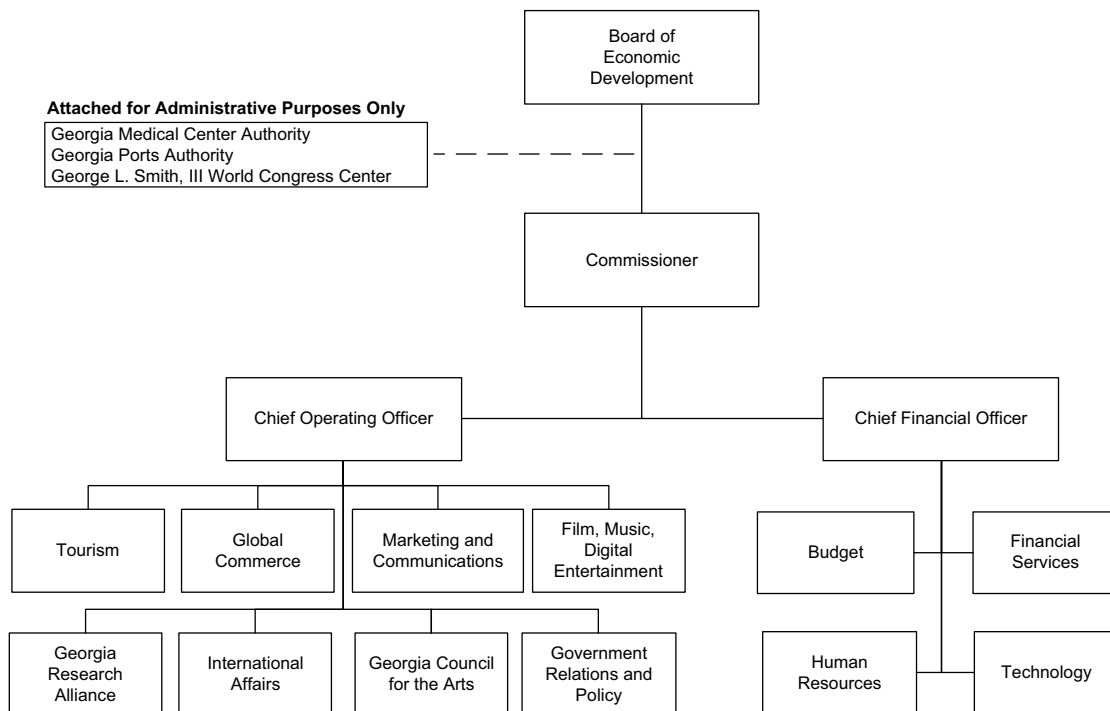 Board of
Economic
Development
Attached for Administrative Purposes Only
Georgia Medical Center Authority
Georgia Ports Authority
George L. Smith, III World Congress Center
Commissioner
Chief Operating Officer
Chief Financial Officer
Tourism
Global
Commerce
Marketing and
Communications
Film, Music,
Digital
Entertainment
Budget
Financial
Services
Georgia
Research
Alliance
International
Affairs
Georgia Council
for the Arts
Government
Relations and
Policy
Human
Resources
Technology